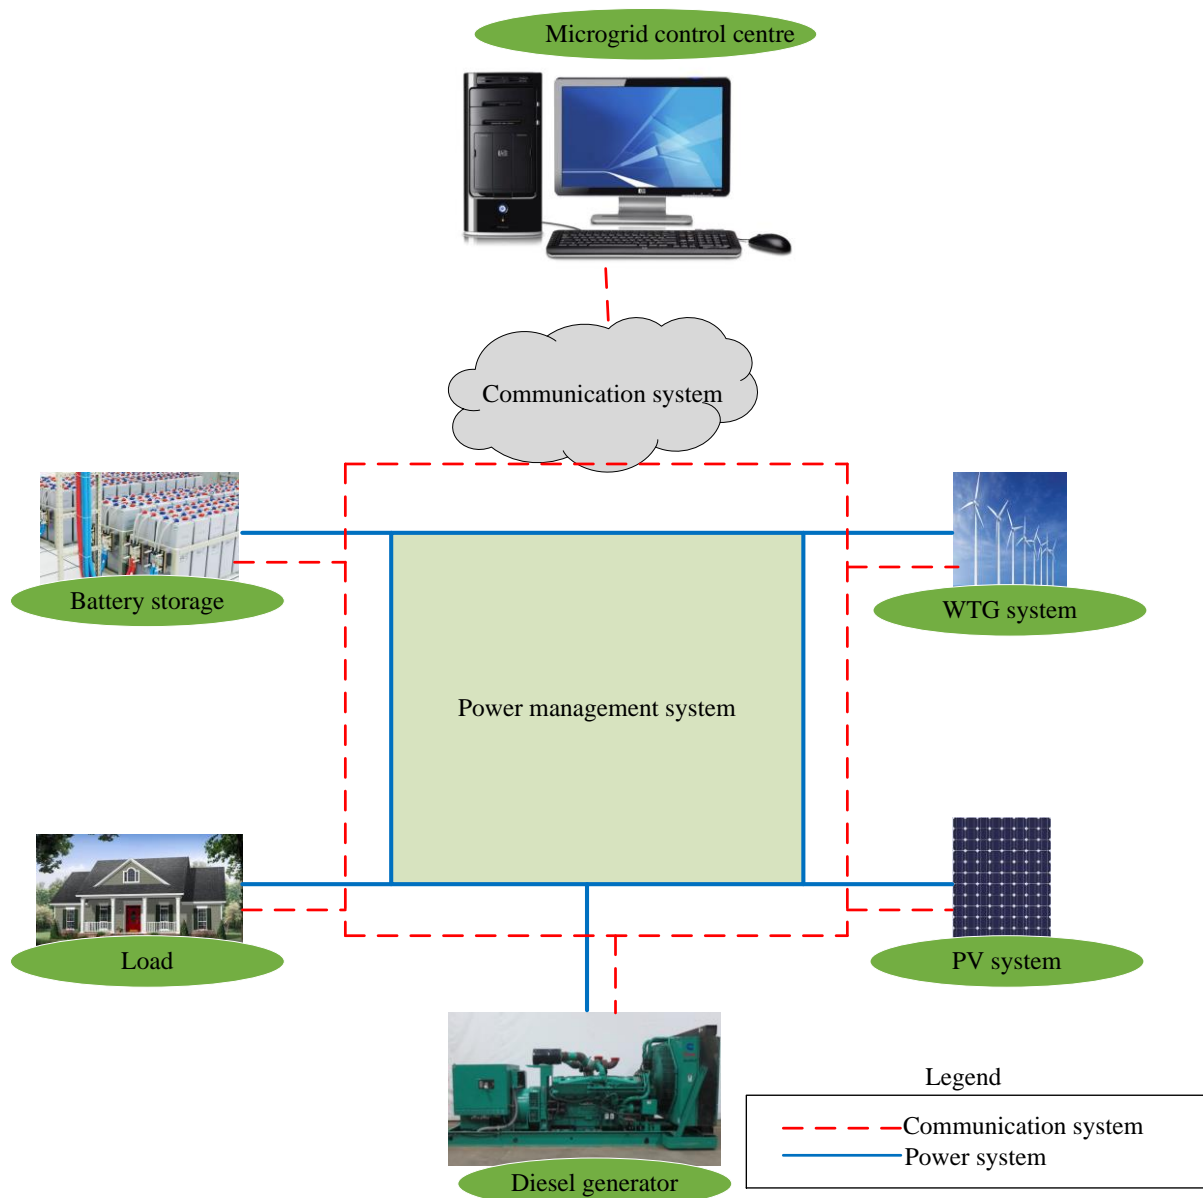 Microgrid control centre
Communication system
Battery storage
WTG system
Power management system
Load
PV system
Diesel generator
Legend
Communication system
Power system